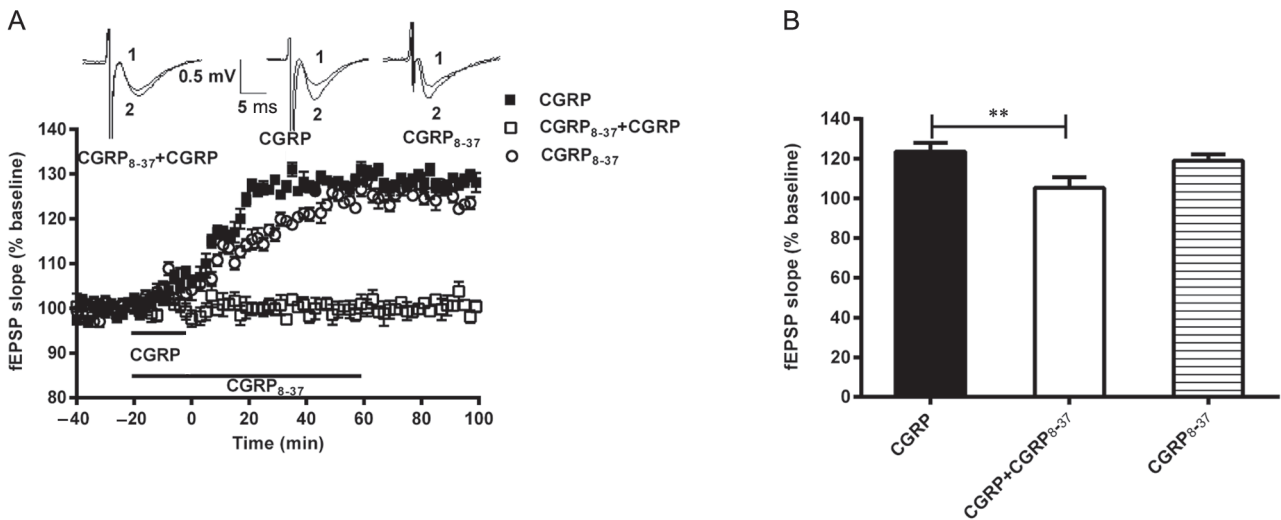 A
1
2
0.5 mV
5 ms
1
2
1
2
CGRP
CGRP8-37+CGRP
CGRP8-37
CGRP8-37+CGRP
CGRP
CGRP8-37
fEPSP slope (% baseline)
140
130
120
110
100
90
80
CGRP
CGRP8-37
–40
–20
0
20
40
60
80
100
Time (min)
B
**
fEPSP slope (% baseline)
140
120
100
80
60
40
20
0
CGRP
CGRP+CGRP8-37
CGRP8-37